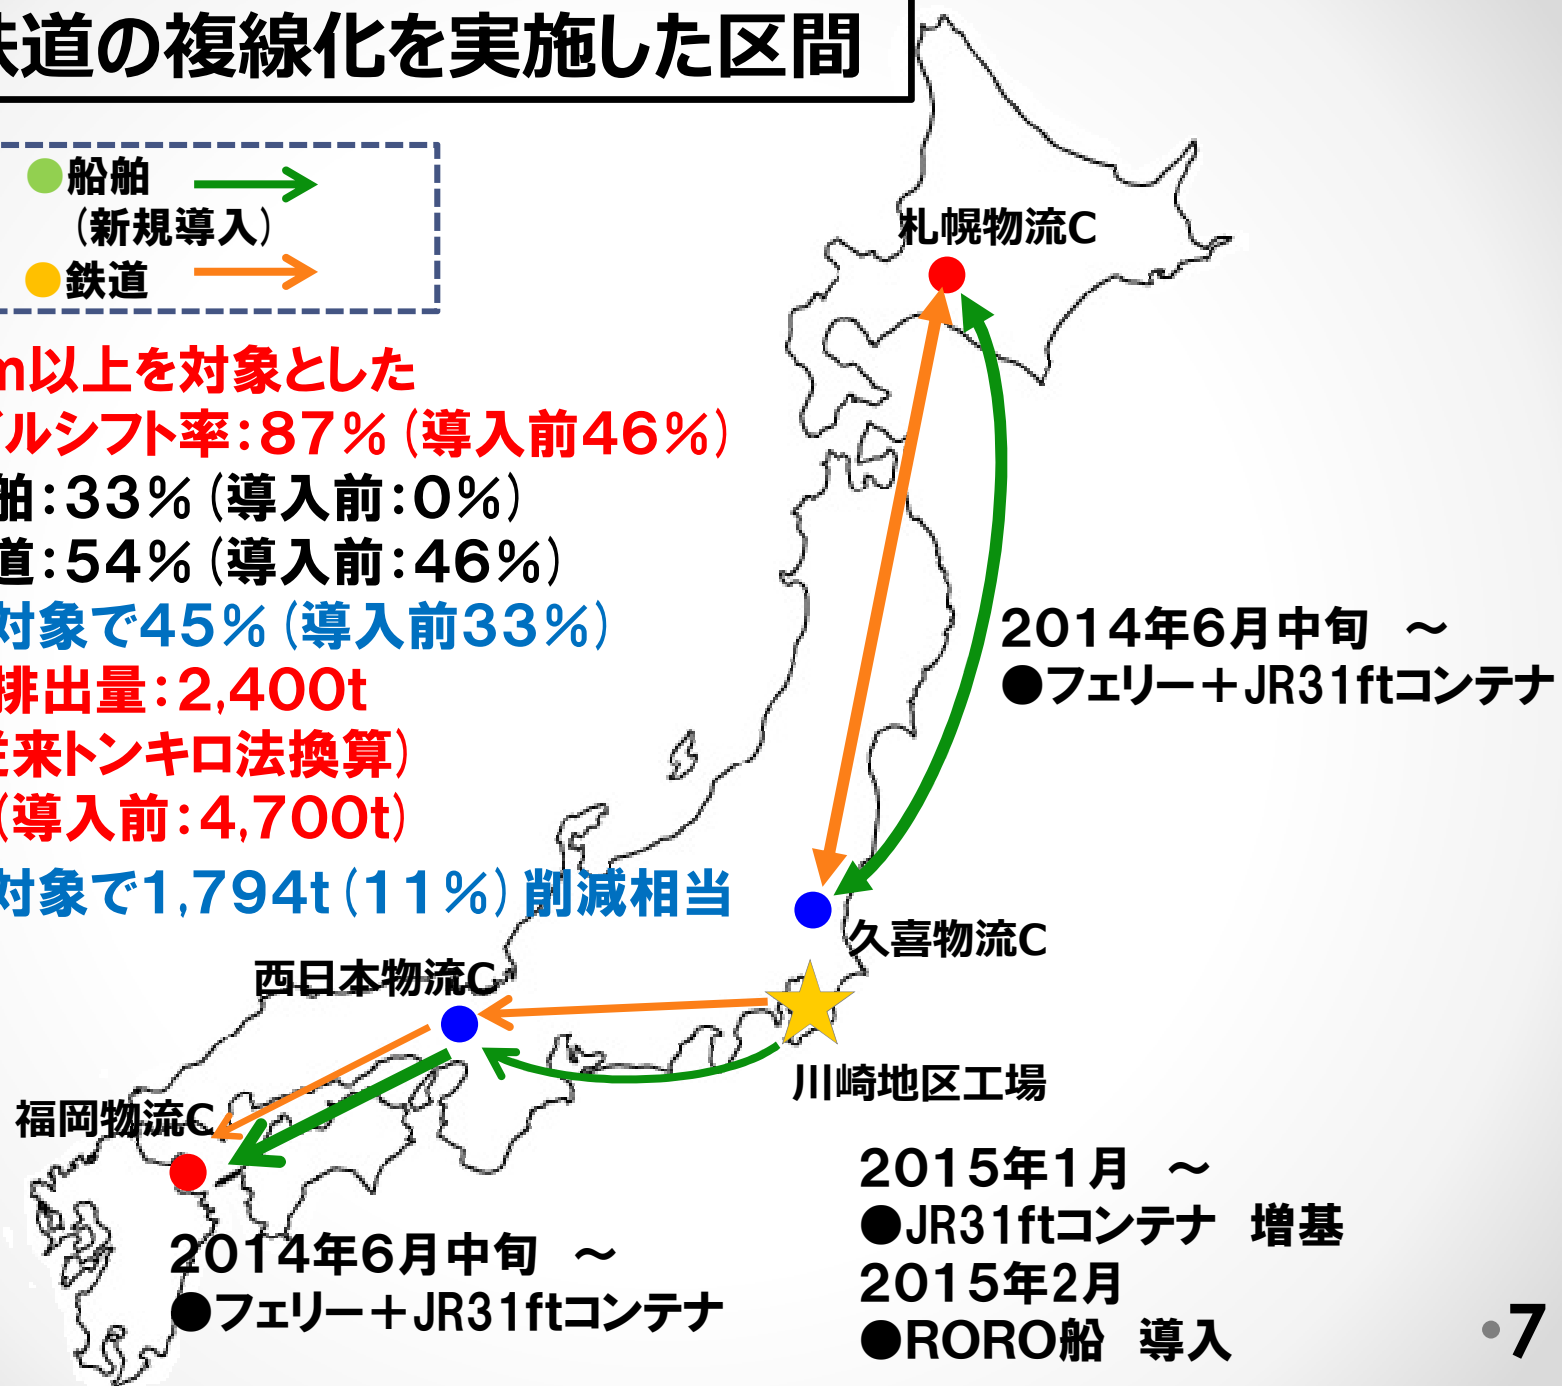 鉄道の複線化を実施した区間
●船舶
(新規導入)
●鉄道
m以上を対象とした
ルシフト率:87%(導入前46%)
舶:33%(導入前:0%)
道:54%(導入前:46%)
対象で45%(導入前33%)
排出量:2,400t
従来トンキロ法換算)
(導入前:4,700t)
対象で1,794t(11%)削減相当
札幌物流C
2014年6月中旬 ～
●フェリー＋JR31ftコンテナ
久喜物流C
西日本物流C
川崎地区工場
福岡物流C
2014年6月中旬 ～
●フェリー＋JR31ftコンテナ
2015年1月 ～
●JR31ftコンテナ 増基
2015年2月
●RORO船 導入
•7